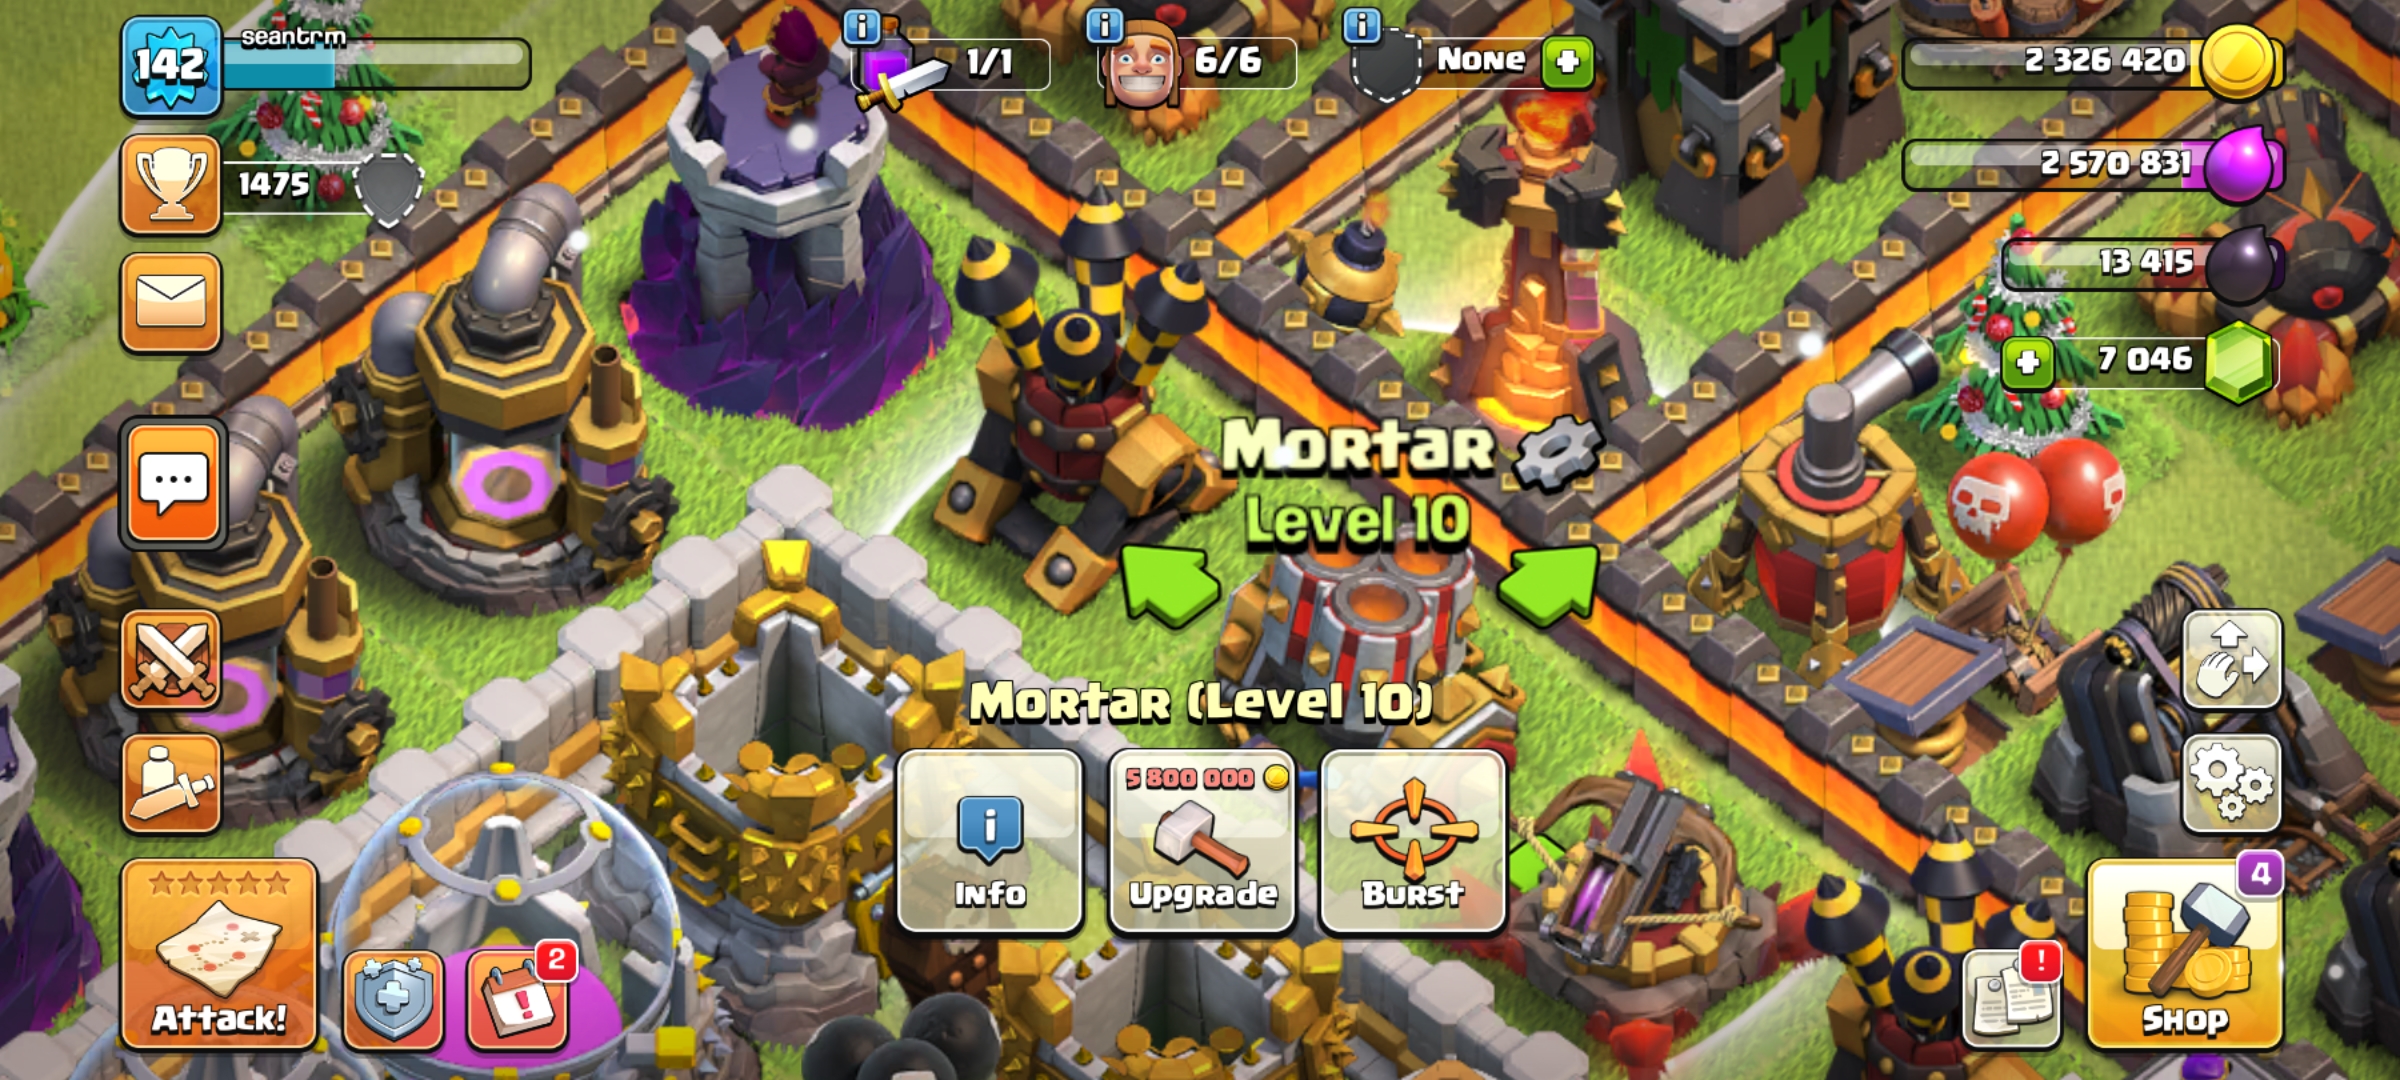 142
seantrm
1/1
6/6
None
2 326 420
1475
2 570 831
13 415
7 046
Mortar
Level 10
Mortar (Level 10)
Info
5 800 000
Upgrade
Burst
Attack!
2
!
4
Shop